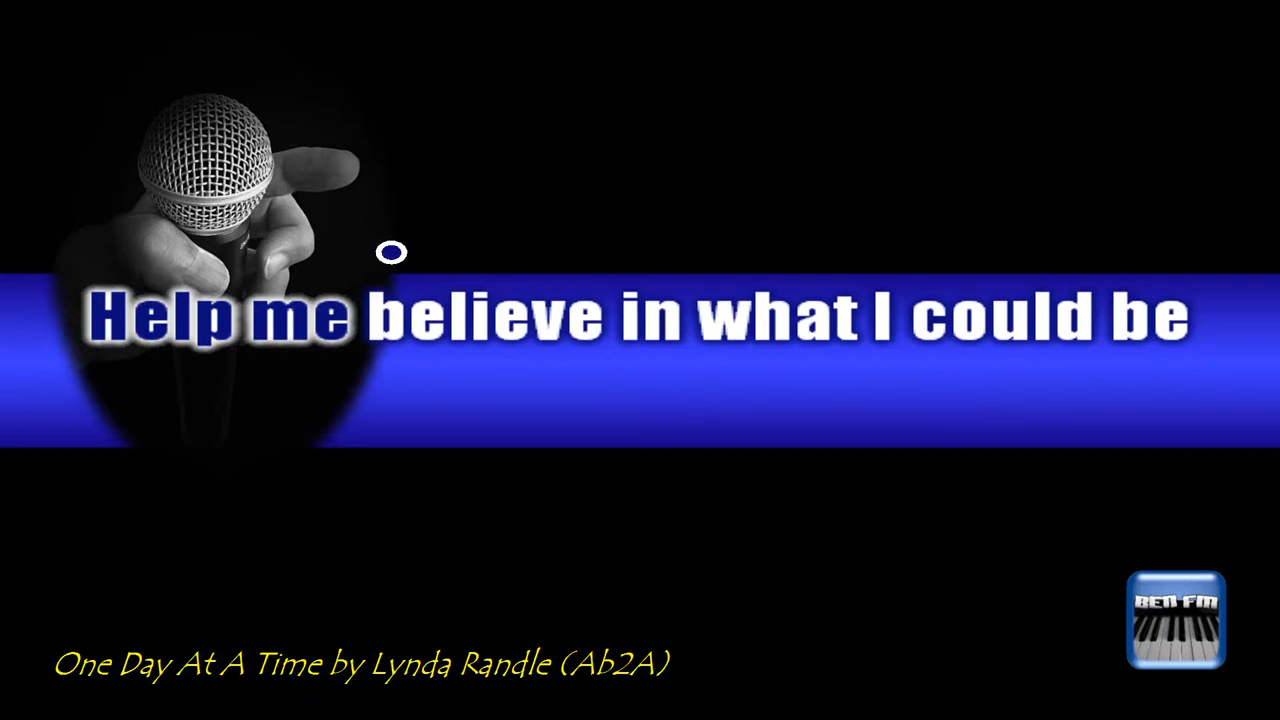 Help me believe in what I could be
BEN FM
One Day At A Time by Lynda Randle (Ab2A)